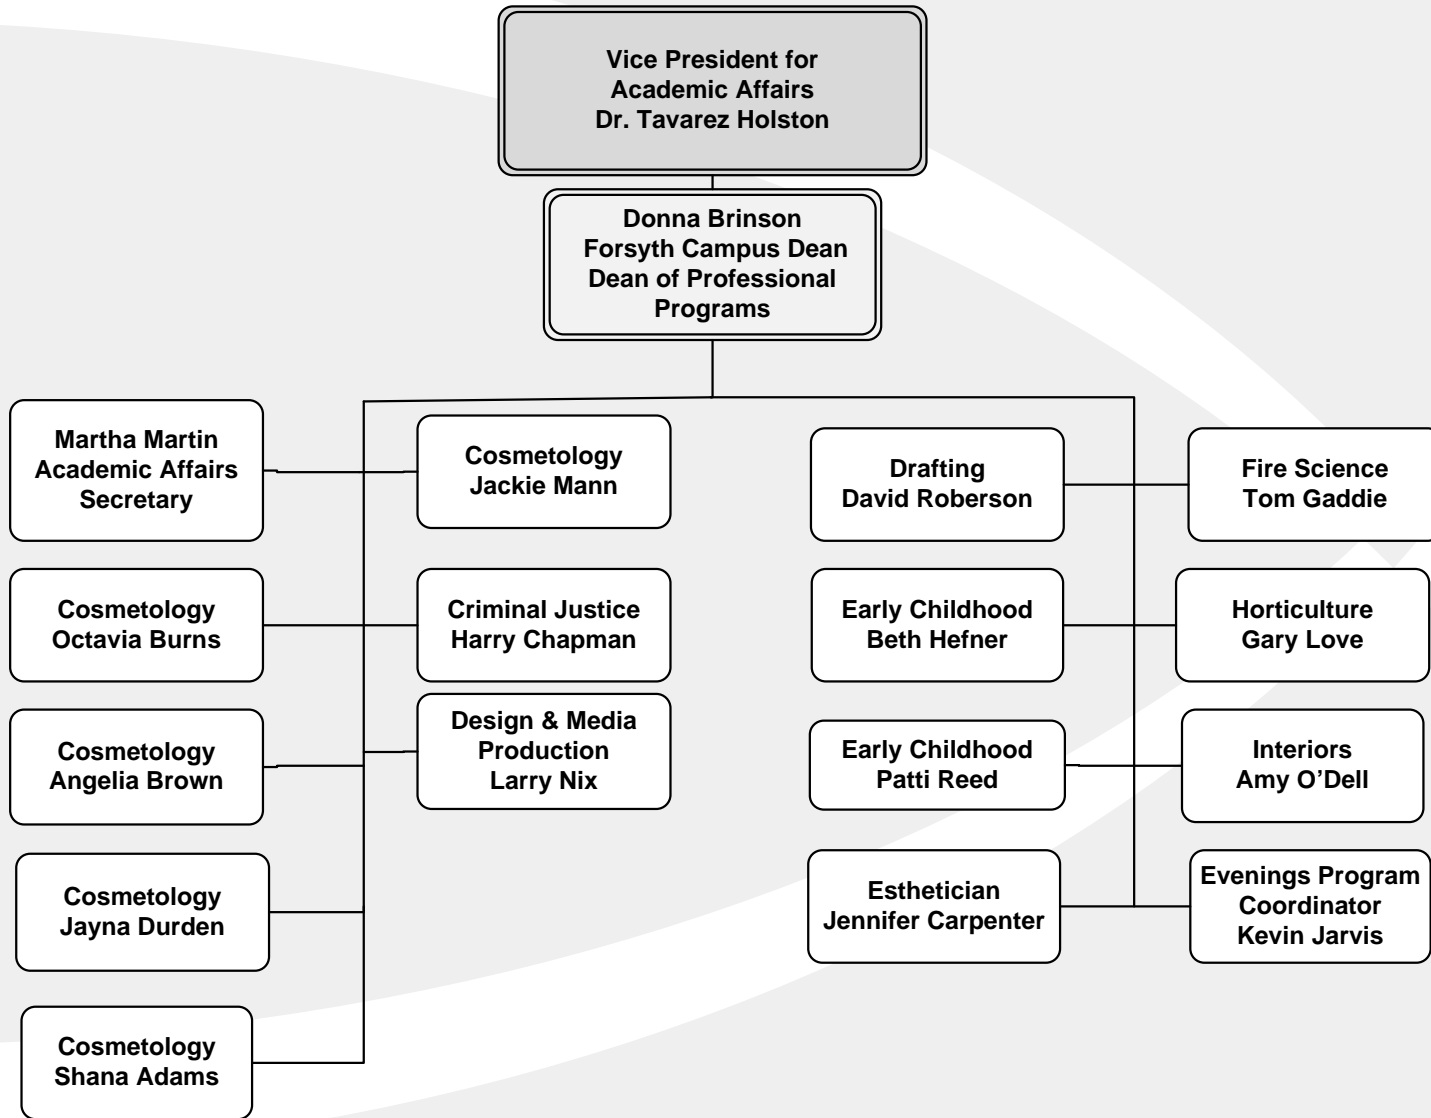 Vice President for
Academic Affairs
Dr. Tavarez Holston
Donna Brinson
Forsyth Campus Dean
Dean of Professional
Programs
Martha Martin
Academic Affairs
Secretary
Cosmetology
Jackie Mann
Drafting
David Roberson
Fire Science
Tom Gaddie
Cosmetology
Octavia Burns
Criminal Justice
Harry Chapman
Early Childhood
Beth Hefner
Horticulture
Gary Love
Cosmetology
Angelia Brown
Design & Media
Production
Larry Nix
Early Childhood
Patti Reed
Interiors
Amy O’Dell
Cosmetology
Jayna Durden
Esthetician
Jennifer Carpenter
Evenings Program
Coordinator
Kevin Jarvis
Cosmetology
Shana Adams